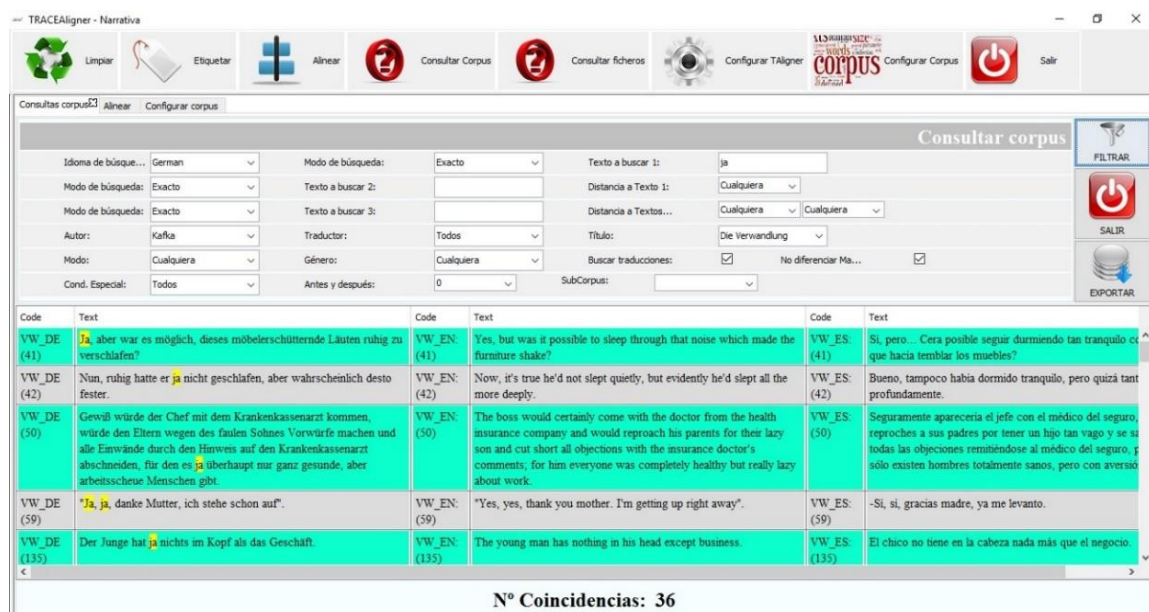 TRACEAligner - Narrativa
Limpiar
Etiquetar
Alinear
Consultar Corpus
Consultar ficheros
Configurar TAligner
words
corpus
Configurar Corpus
Salir
Consultas corpus Alinear Configurar corpus
Consultar corpus
Idioma de búsque... German Modo de búsqueda: Exacto Texto a buscar 1: ja
Modo de búsqueda: Exacto Texto a buscar 2: Distancia a Texto 1: Cualquiera
Modo de búsqueda: Exacto Texto a buscar 3: Distancia a Textos... Cualquiera Cualquiera
Autor: Kafka Traductor: Todos Título: Die Verwandlung
Modo: Cualquiera Género: Cualquiera Buscar traducciones: No diferenciar Ma...
Cond. Especial: Todos Antes y después: 0 SubCorpus:
FILTRAR
SALIR
EXPORTAR
Code Text Code Text Code Text
VW_DE
(41)
Ja, aber war es möglich, dieses möbelerschütternde Läuten ruhig zu
verschlafen?
VW_EN:
(41)
Yes, but was it possible to sleep through that noise which made the
furniture shake?
VW_ES:
(41)
Si, pero... Cera posible seguir durmiendo tan tranquilo
que hacia temblar los muebles?
VW_DE
(42)
Nun, ruhig hatte er ja nicht geschlafen, aber wahrscheinlich desto
fester.
VW_EN:
(42)
Now, it's true he'd not slept quietly, but evidently he'd slept all the
more deeply.
VW_ES:
(42)
Bueno, tampoco habia dormido tranquilo, pero quizá tant
profundamente.
VW_DE
(50)
Gewiß würde der Chef mit dem Krankenkassenarzt kommen,
würde den Eltern wegen des faulen Sohnes Vorwürfe machen und
alle Einwände durch den Hinweis auf den Krankenkassenarzt
abschneiden, für den es ja überhaupt nur ganz gesunde, aber
arbeitsscheue Menschen gibt.
VW_EN:
(50)
The boss would certainly come with the doctor from the health
insurance company and would reproach his parents for their lazy
son and cut short all objections with the insurance doctor's
comments; for him everyone was completely healthy but really lazy
about work.
VW_ES:
(50)
Seguramente apareceria el jefe con el médico del seguro,
reproches a sus padres por tener un hijo tan vago y se
todas las objeciones remitiéndose al médico del seguro,
sólo existen hombres totalmente sanos, pero con aversió
VW_DE
(59)
"Ja, ja, danke Mutter, ich stehe schon auf".
VW_EN:
(59)
"Yes, yes, thank you mother. I'm getting up right away".
VW_ES:
(59)
-Si, si, gracias madre, ya me levanto.
VW_DE
(135)
Der Junge hat ja nichts im Kopf als das Geschäft.
VW_EN:
(135)
The young man has nothing in his head except business.
VW_ES:
(135)
El chico no tiene en la cabeza nada más que el negocio.
Nº Coincidencias: 36